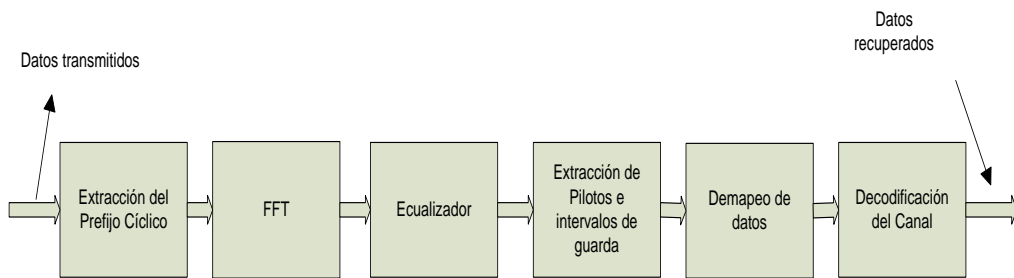 Datos transmitidos
Datos
recuperados
Extracción del
Prefijo Cíclico
FFT
Ecualizador
Extracción de
Pilotos e
intervalos de
guarda
Demapeo de
datos
Decodificación
del Canal